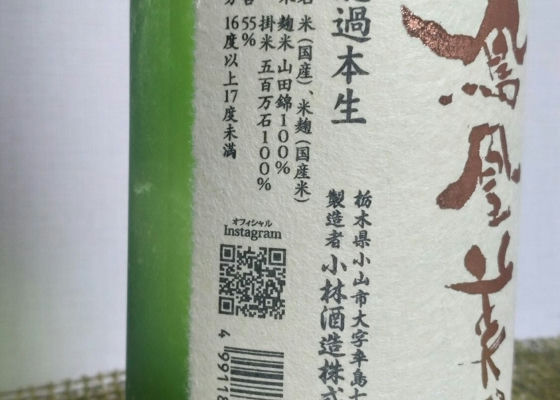 鳳凰美
過本生
米(国産)、米麹(国産米)
麹米 山田錦100%
掛米 五百万石100%
55%
16度以上17度未満
栃木県小山市大字卒島
製造者 小林酒造株式
オフィシャル
Instagram
4
99118